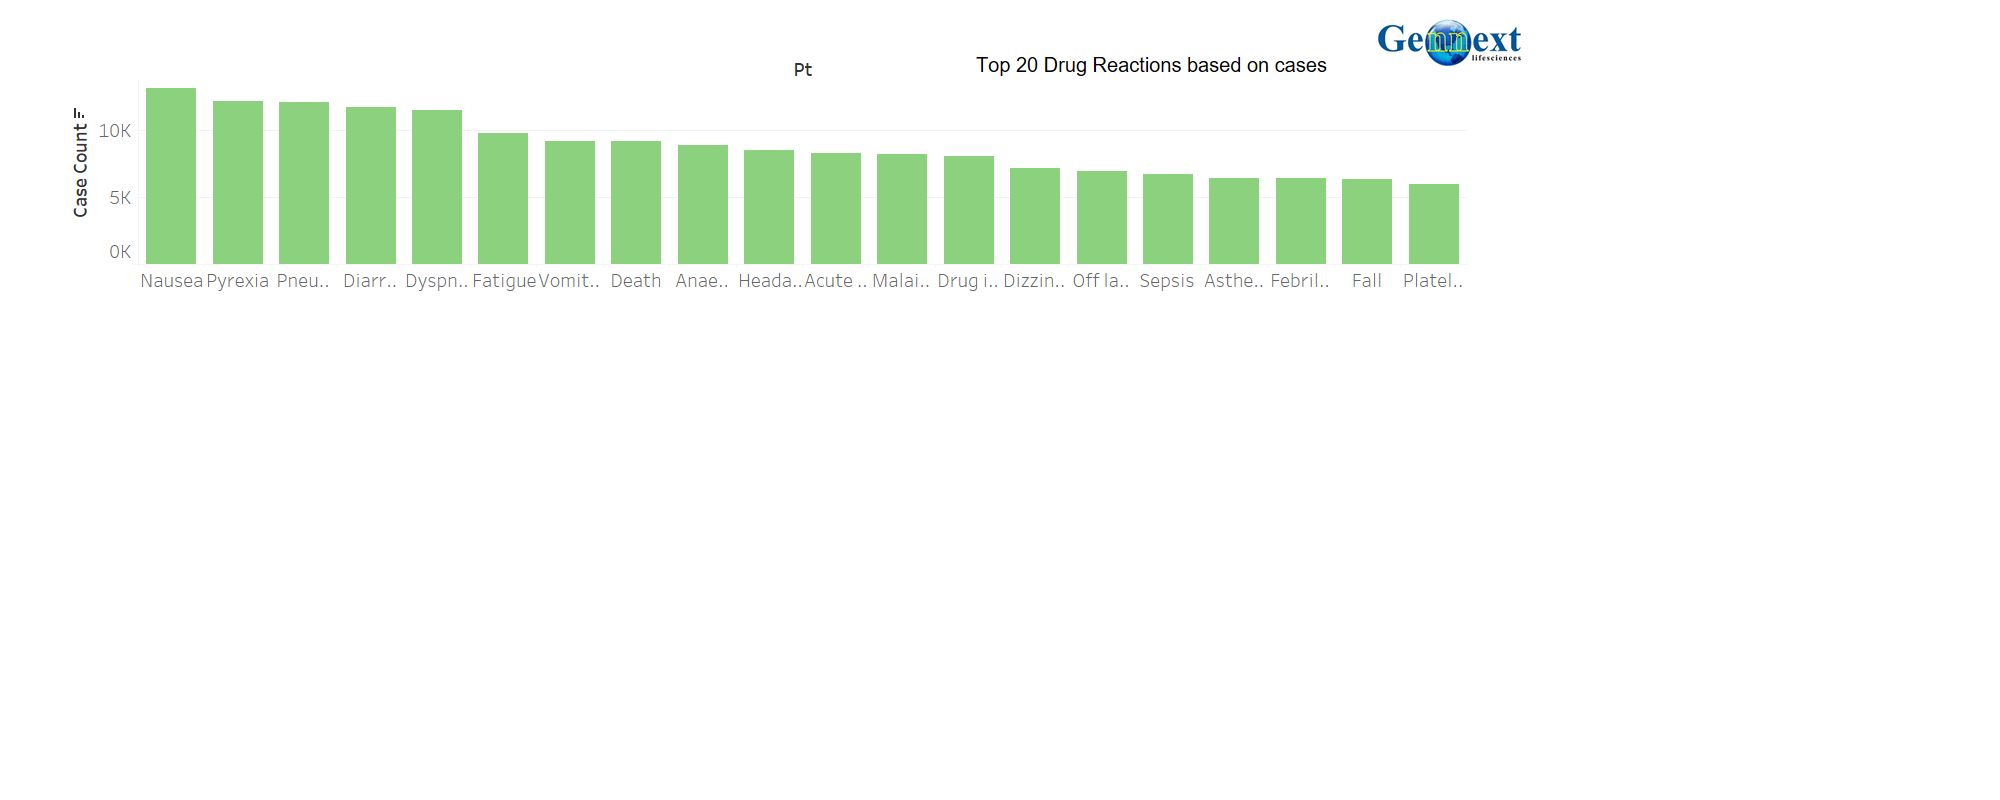 Gennext
lifesciences
Top 20 Drug Reactions based on cases
Pt
Case Count
10K
5K
0K
Nausea Pyrexia Pneu.. Diarr.. Dyspn.. Fatigue Vomit.. Death Anae.. Heada.. Acute .. Malai.. Drug i.. Dizzin.. Off la.. Sepsis Asthe.. Febril.. Fall Platel..